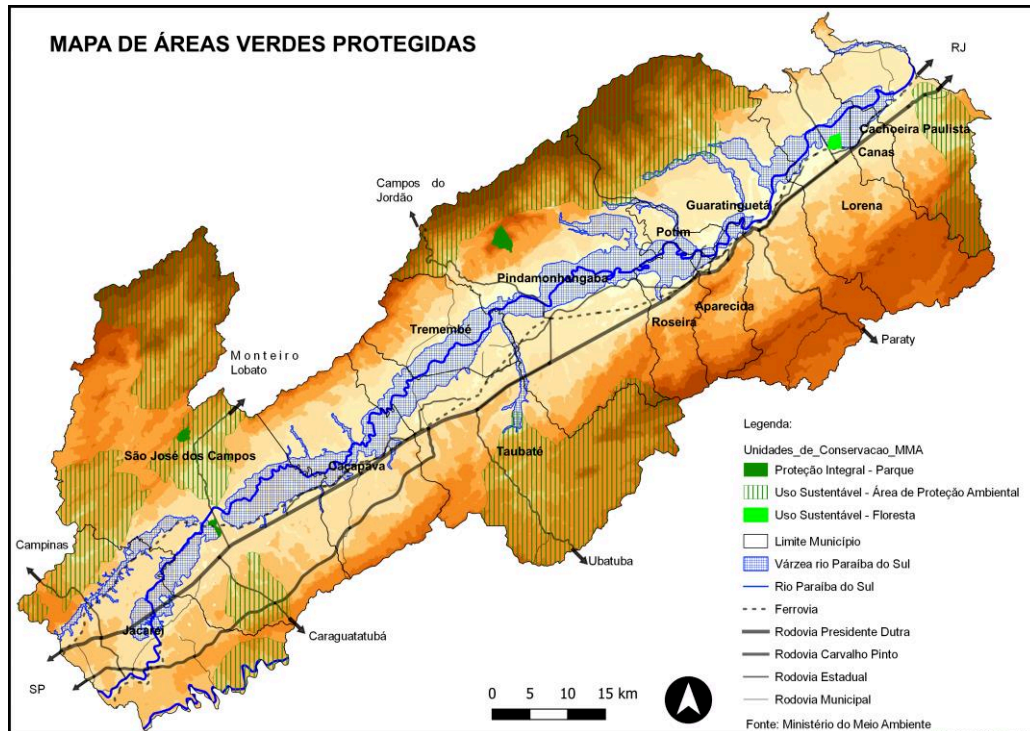 MAPA DE ÁREAS VERDES PROTEGIDAS
RJ
Cachoeira Paulista
Canas
Campos do
Jordão
Guaratinguetá
Lorena
Potim
Pindamonhangaba
Aparecida
Roseira
Tremembé
Paraty
Monteiro
Lobato
São José dos Campos
Taubaté
Caçapava
Campinas
Ubatuba
Jacareí
Caraguatatubá
SP
0 5 10 15 km
Legenda:
Unidades_de_Conservacao_MMA
Proteção Integral - Parque
Uso Sustentável - Área de Proteção Ambiental
Uso Sustentável - Floresta
Limite Município
Várzea rio Paraíba do Sul
Rio Paraíba do Sul
Ferrovia
Rodovia Presidente Dutra
Rodovia Carvalho Pinto
Rodovia Estadual
Rodovia Municipal
Fonte: Ministério do Meio Ambiente